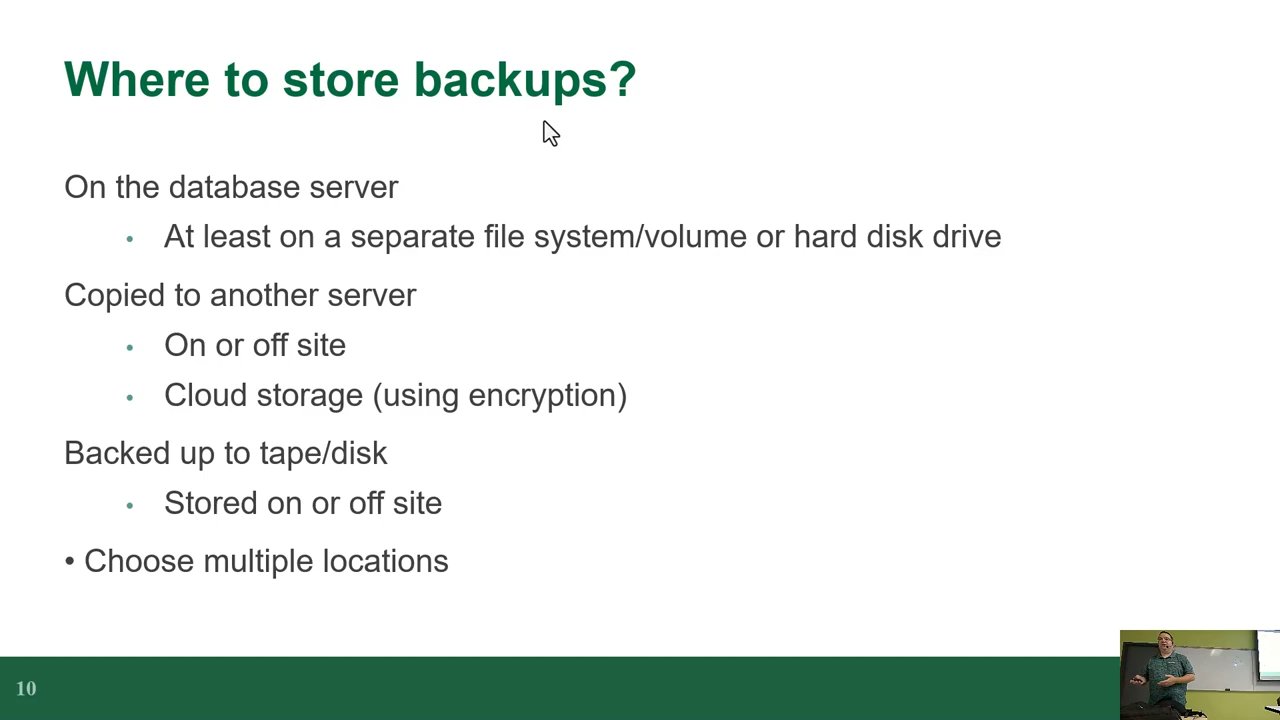 Where to store backups?
On the database server
• At least on a separate file system/volume or hard disk drive
Copied to another server
• On or off site
• Cloud storage (using encryption)
Backed up to tape/disk
• Stored on or off site
• Choose multiple locations
10